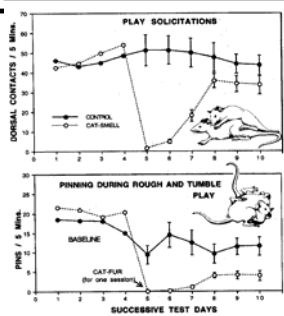 PLAY SOLICITATIONS
DORSAL CONTACTS / 5 Mins.
70
60
50
40
30
20
10
0
CONTROL
CAT-SMELL
0 1 2 3 4 5 6 7 8 9 10
PINNING DURING ROUGH AND TUMBLE
PLAY
PINS / 5 Mins.
30
25
20
15
10
5
0
BASELINE
CAT-FUR
(for one session)
0 1 2 3 4 5 6 7 8 9 10
SUCCESSIVE TEST DAYS